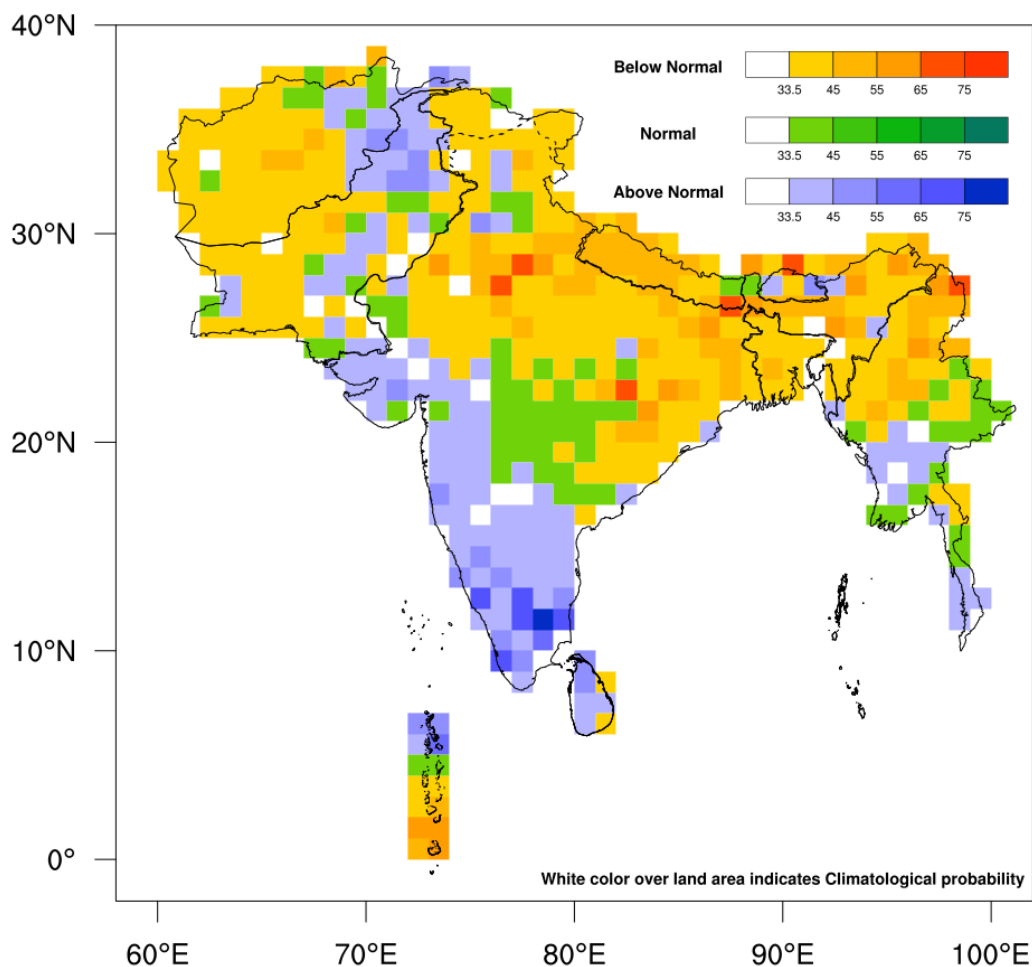 40°N
Below Normal
33.5 45 55 65 75
Normal
33.5 45 55 65 75
Above Normal
33.5 45 55 65 75
30°N
20°N
10°N
0°
White color over land area indicates Climatological probability
60°E 70°E 80°E 90°E 100°E